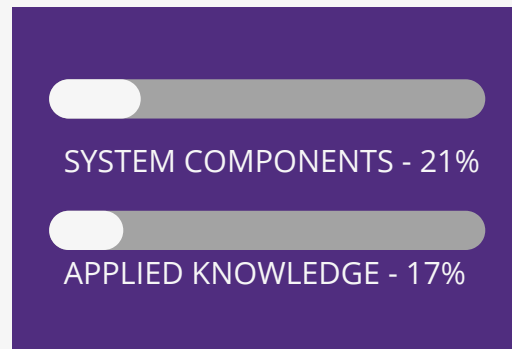 SYSTEM COMPONENTS - 21%
APPLIED KNOWLEDGE - 17%